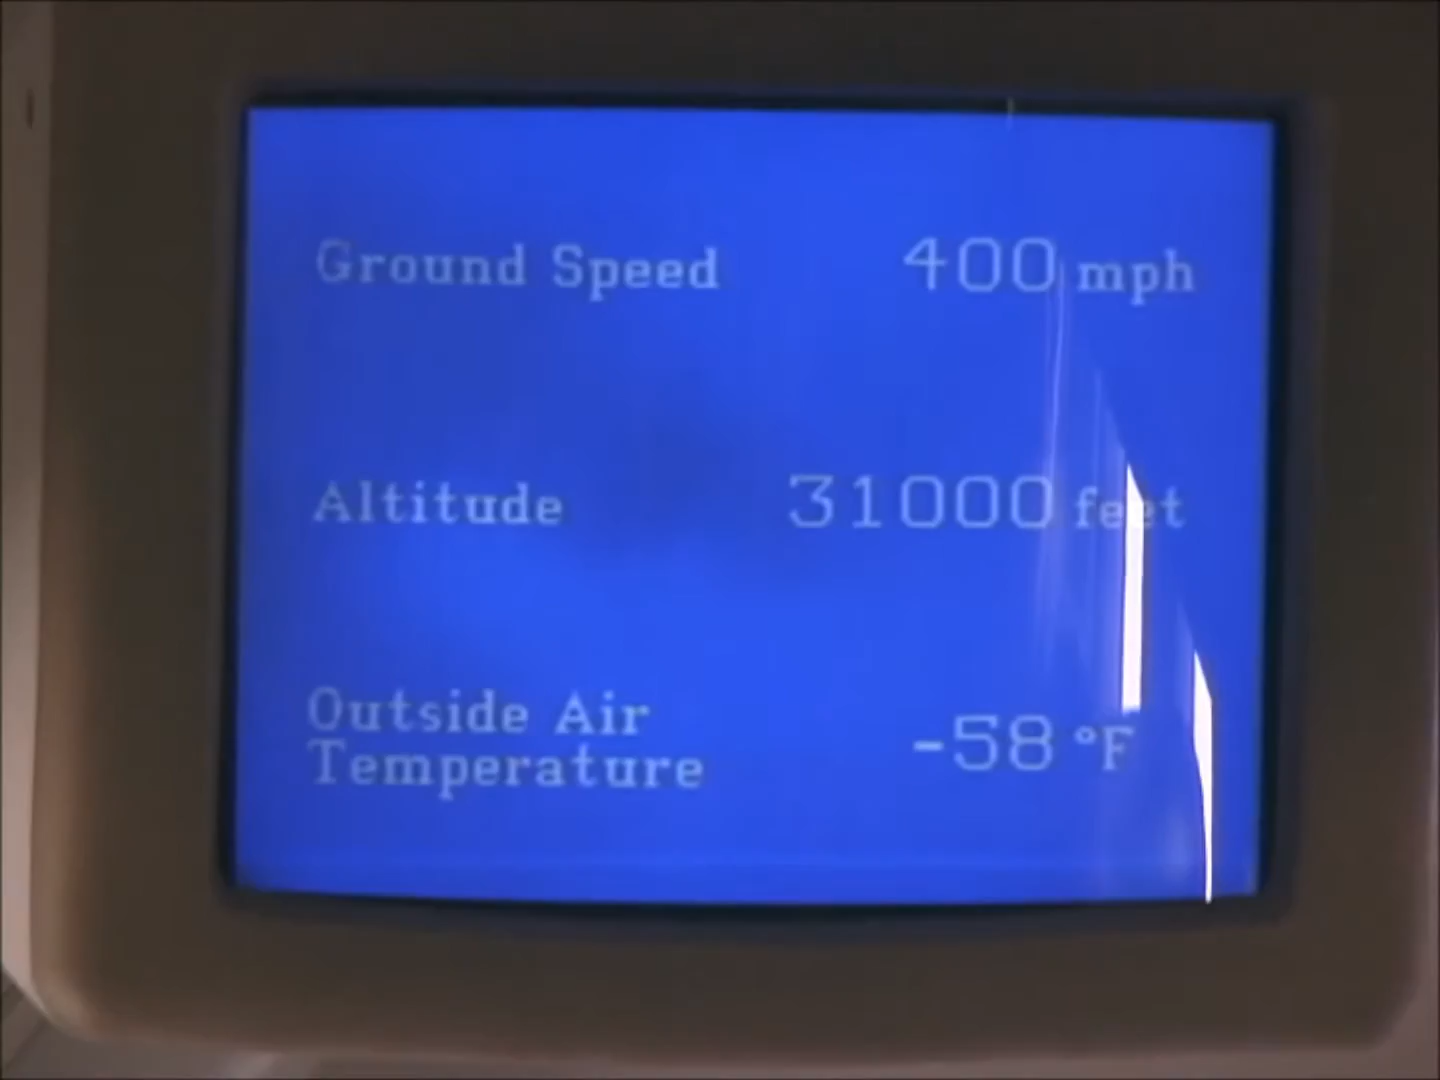 Ground Speed 400 mph
Altitude 31000 feet
Outside Air
Temperature -58 °F